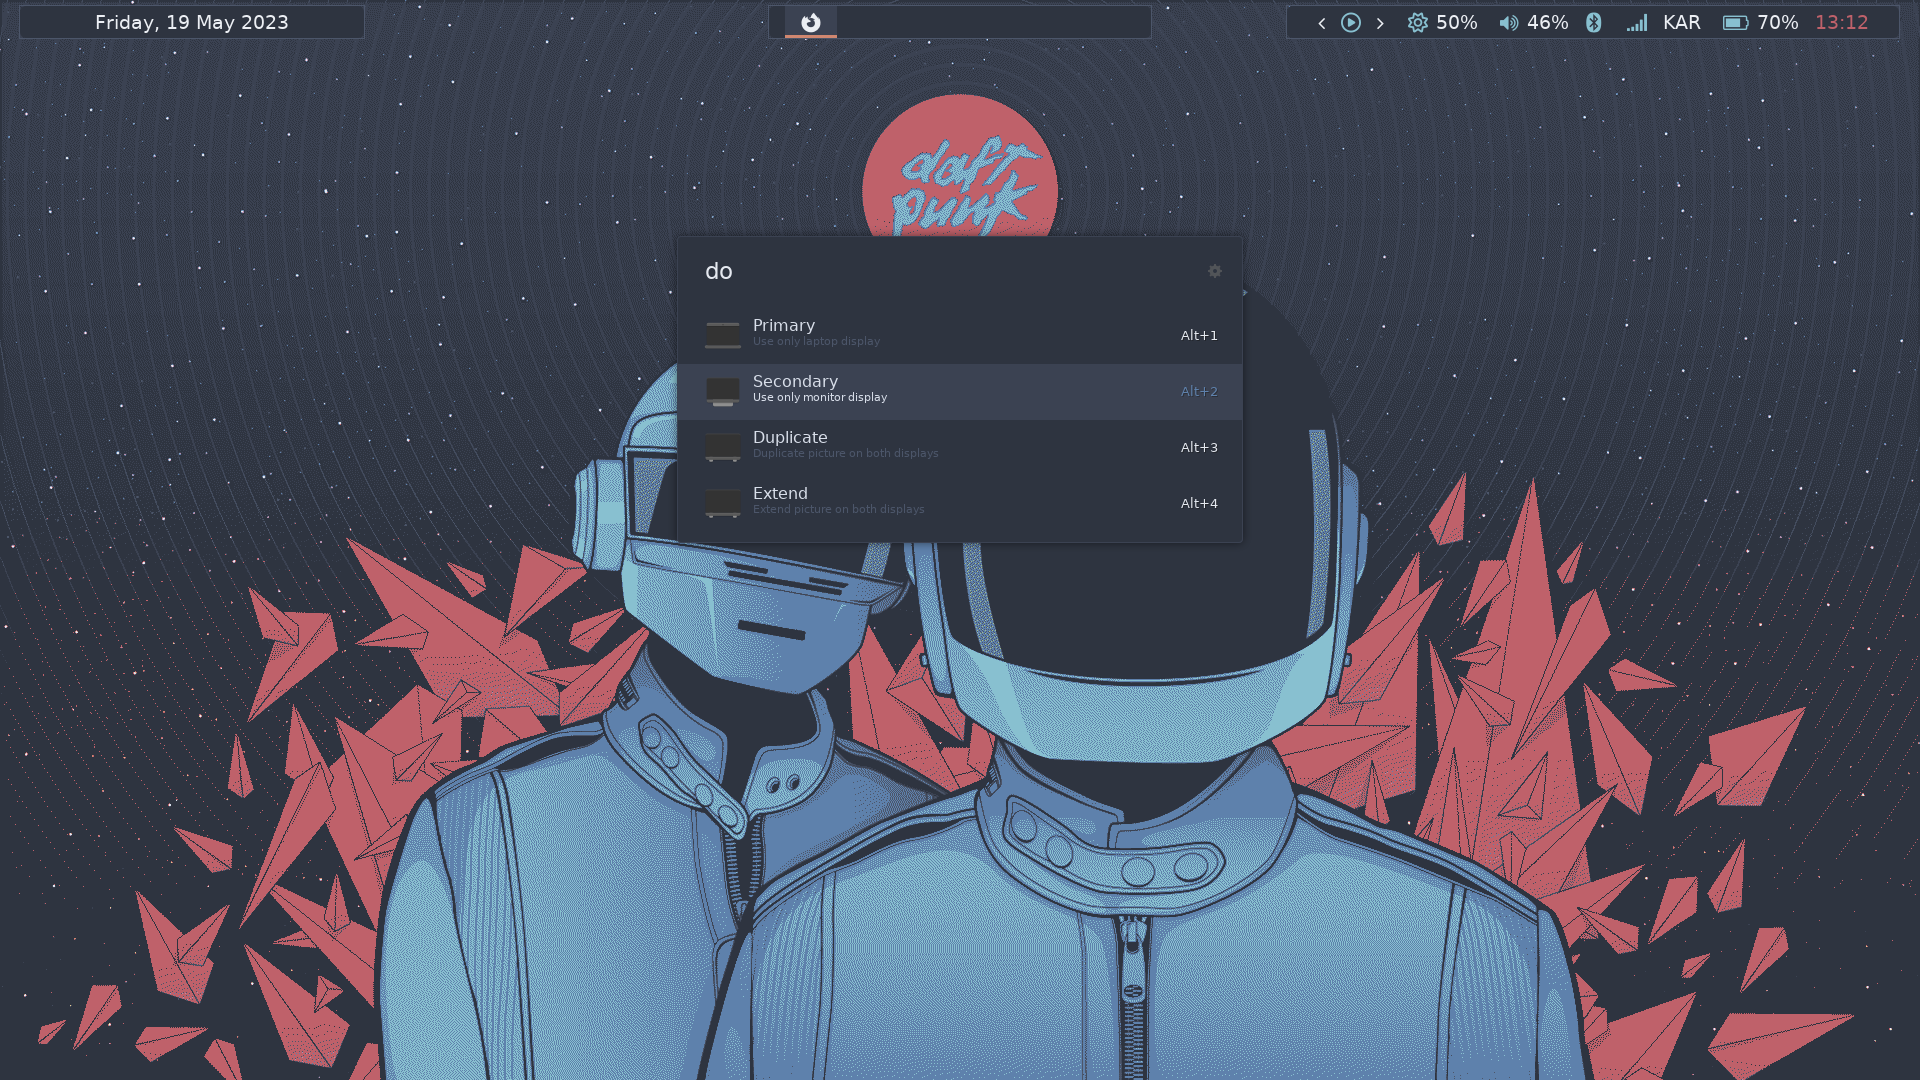 Friday, 19 May 2023
50% 46% KAR 70% 13:12
daft
punk
do
Primary
Use only laptop display
Alt+1
Secondary
Use only monitor display
Alt+2
Duplicate
Duplicate picture on both displays
Alt+3
Extend
Extend picture on both displays
Alt+4